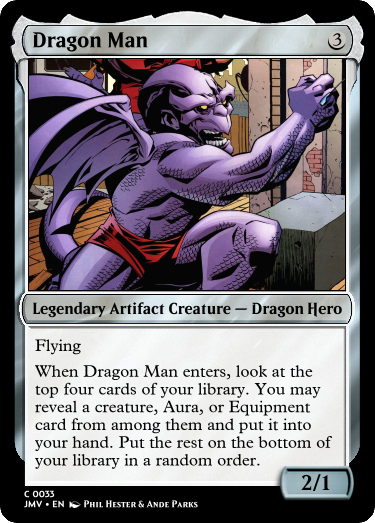 Dragon Man 3
Legendary Artifact Creature — Dragon Hero
Flying
When Dragon Man enters, look at the
top four cards of your library. You may
reveal a creature, Aura, or Equipment
card from among them and put it into
your hand. Put the rest on the bottom of
your library in a random order.
2/1
C 0033
JMV • EN Phil Hester & Ande Parks